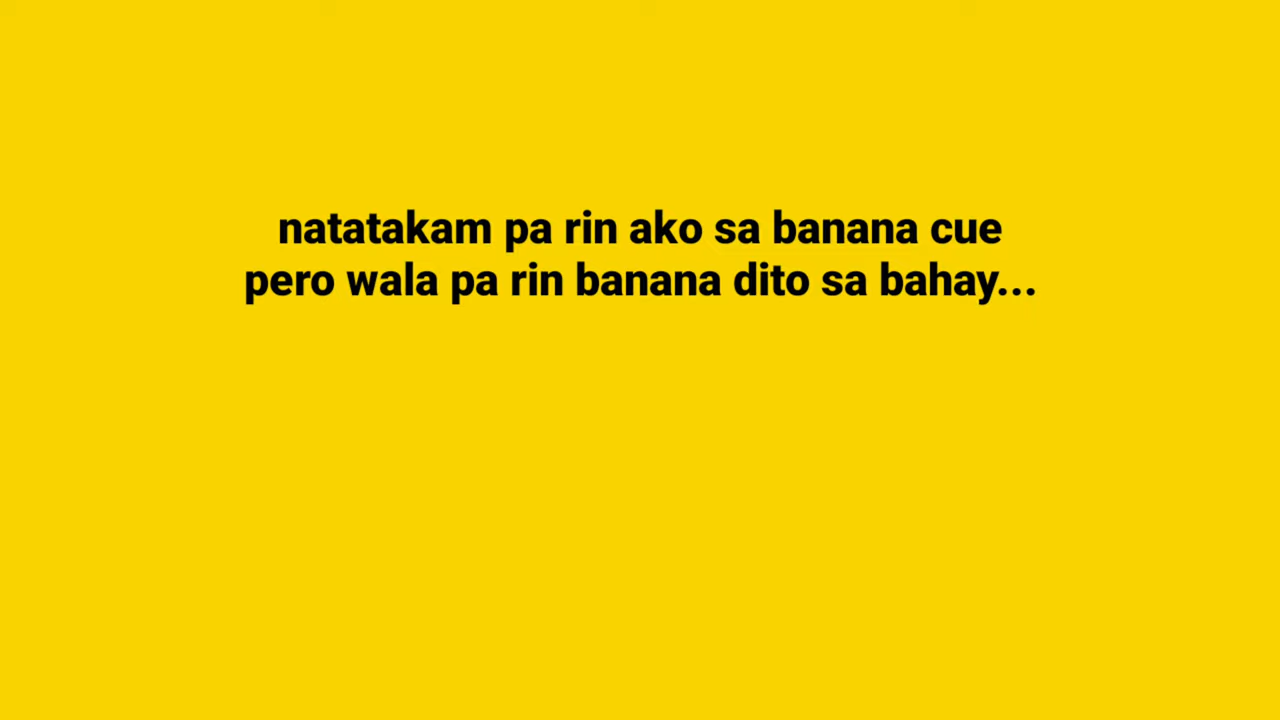 natatakam pa rin ako sa banana cue
pero wala pa rin banana dito sa bahay...